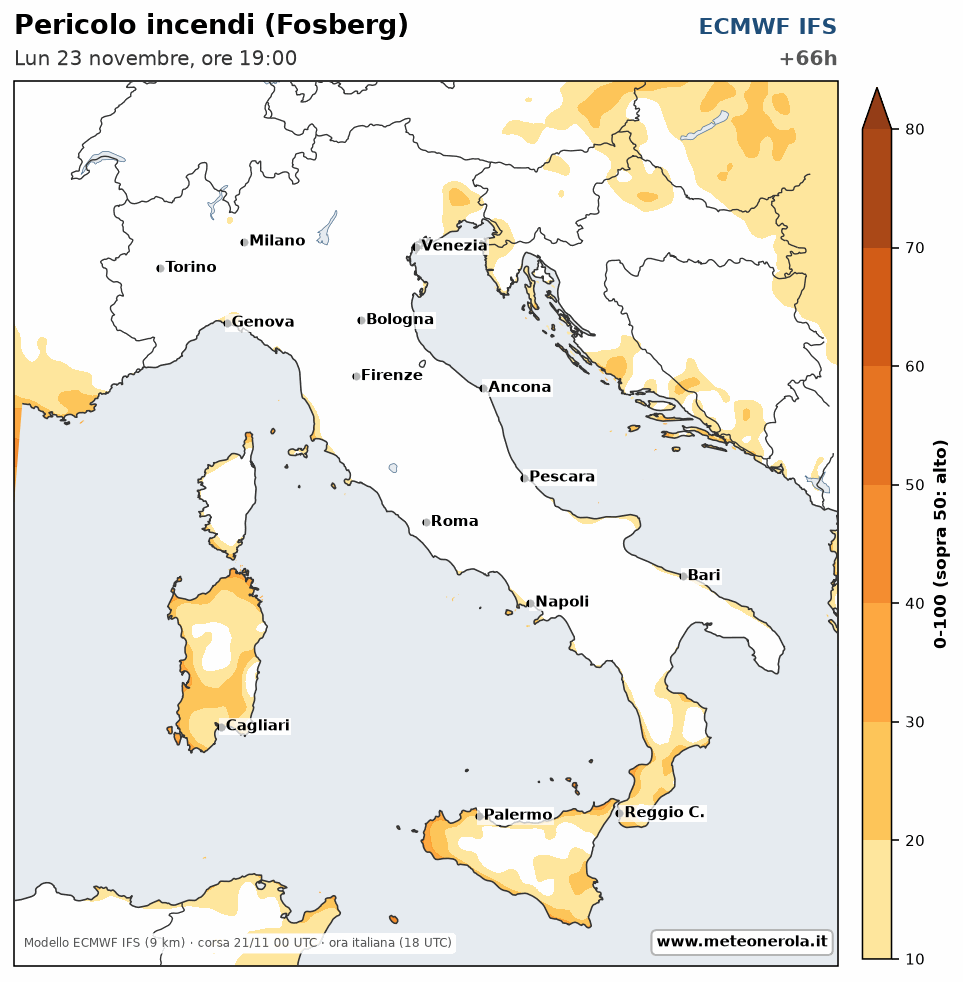 Pericolo incendi (Fosberg)
ECMWF IFS
Lun 23 novembre, ore 19:00
+66h
Milano
Venezia
Torino
Genova
Bologna
Firenze
Ancona
Pescara
Roma
Bari
Napoli
Cagliari
Palermo
Reggio C.
80
70
60
50
40
30
20
10
0-100 (sopra 50: alto)
Modello ECMWF IFS (9 km) · corsa 21/11 00 UTC · ora italiana (18 UTC)
www.meteonerola.it